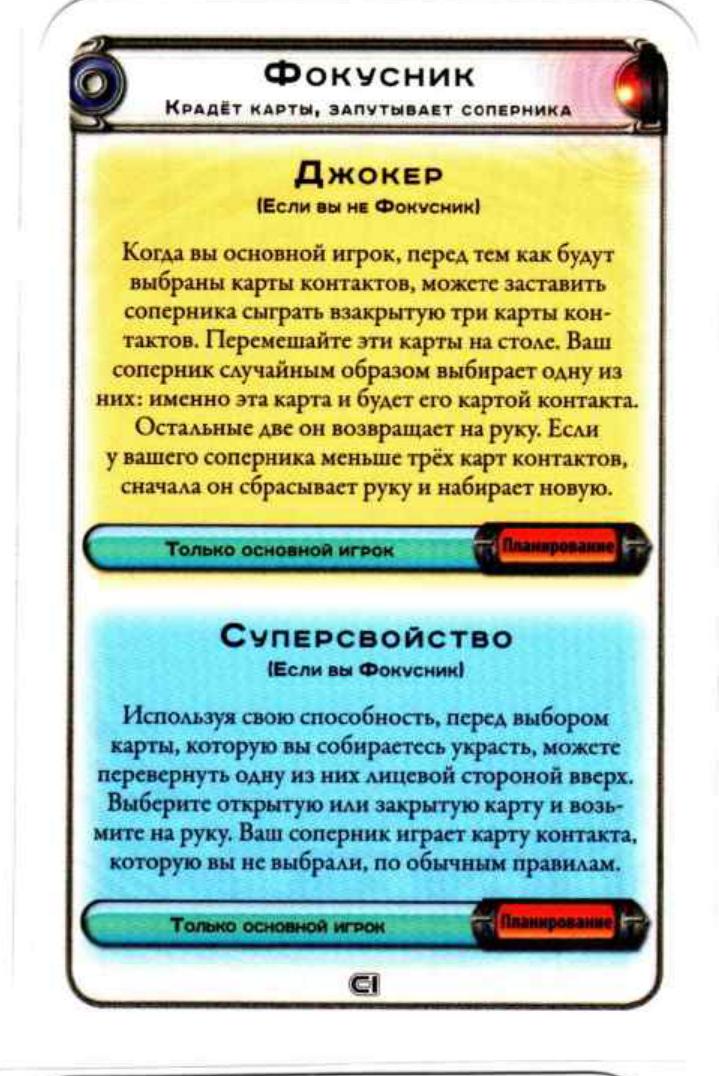 Фокусник
Крадёт карты, запутывает соперника
Джокер
(Если вы не Фокусник)
Когда вы основной игрок, перед тем как будут
выбраны карты контактов, можете заставить
соперника сыграть взакрытую три карты кон-
тактов. Перемешайте эти карты на столе. Ваш
соперник случайным образом выбирает одну из
них: именно эта карта и будет его картой контакта.
Остальные две он возвращает на руку. Если
у вашего соперника меньше трёх карт контактов,
сначала он сбрасывает руку и набирает новую.
Только основной игрок Планирование
Суперсвойство
(Если вы Фокусник)
Используя свою способность, перед выбором
карты, которую вы собираетесь украсть, можете
перевернуть одну из них лицевой стороной вверх.
Выберите открытую или закрытую карту и возь-
мите на руку. Ваш соперник играет карту контакта,
которую вы не выбрали, по обычным правилам.
Только основной игрок Планирование
CI